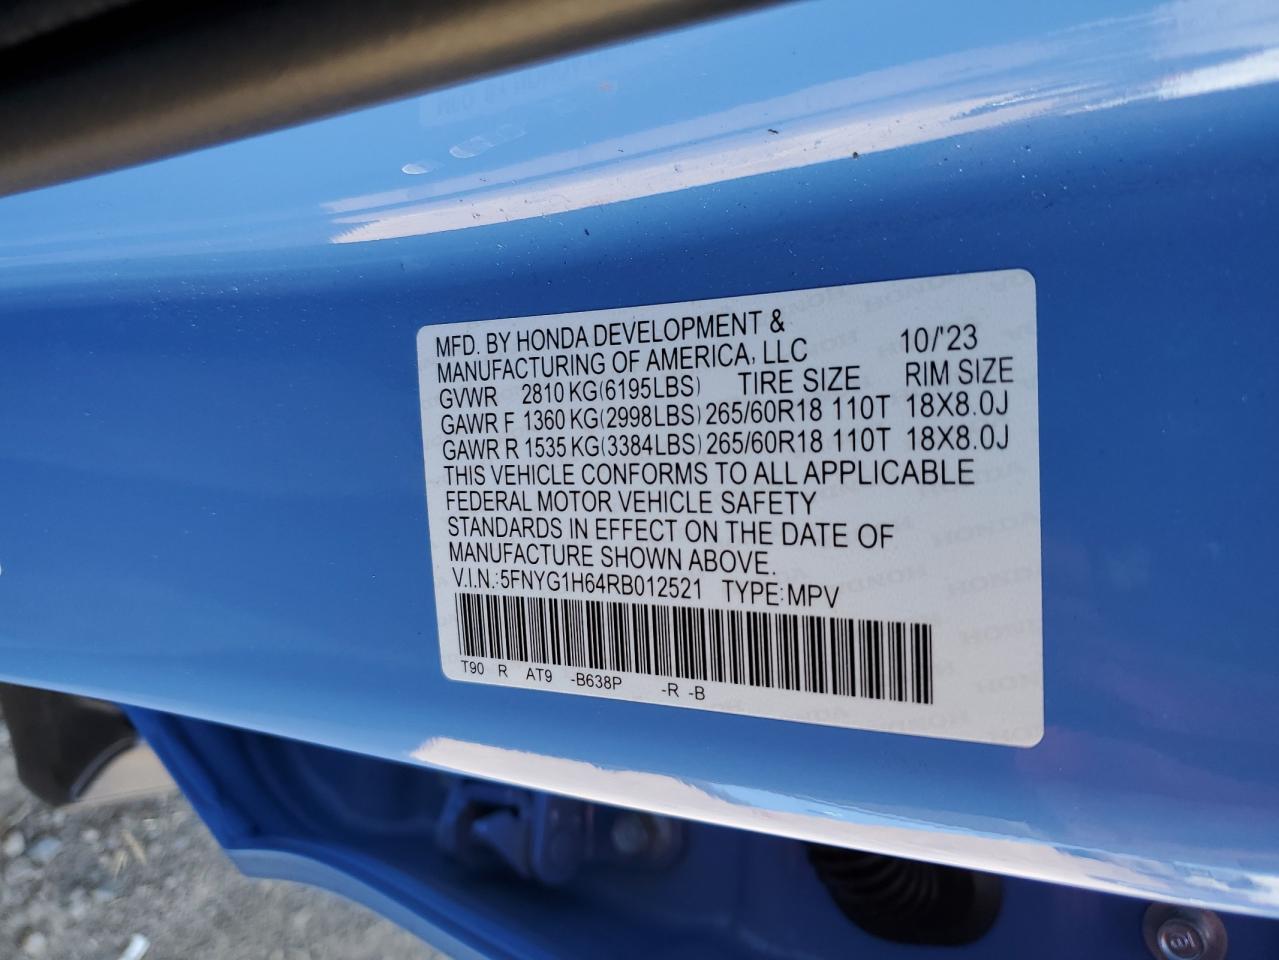 MFD. BY HONDA DEVELOPMENT &
MANUFACTURING OF AMERICA, LLC 10/'23
GVWR 2810 KG(6195LBS) TIRE SIZE RIM SIZE
GAWR F 1360 KG(2998LBS) 265/60R18 110T 18X8.0J
GAWR R 1535 KG(3384LBS) 265/60R18 110T 18X8.0J
THIS VEHICLE CONFORMS TO ALL APPLICABLE
FEDERAL MOTOR VEHICLE SAFETY
STANDARDS IN EFFECT ON THE DATE OF
MANUFACTURE SHOWN ABOVE.
V.I.N.:5FNYG1H64RB012521 TYPE:MPV
T90 R AT9 -B638P -R -B